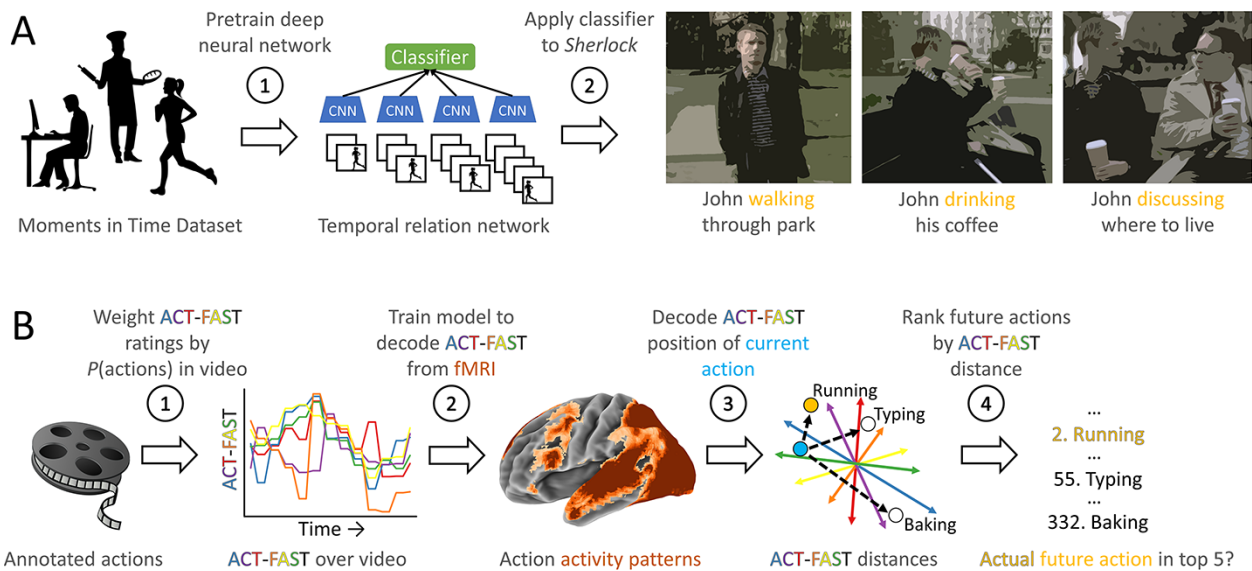 A
Pretrain deep
neural network
1
Apply classifier
to Sherlock
2
Classifier
CNN CNN CNN CNN
Moments in Time Dataset
Temporal relation network
John walking
through park
John drinking
his coffee
John discussing
where to live
B
Weight ACT-FAST
ratings by
P(actions) in video
1
Train model to
decode ACT-FAST
from fMRI
2
Decode ACT-FAST
position of current
action
3
Rank future actions
by ACT-FAST
distance
4
ACT-FAST
Time →
Running
Typing
Baking
...
2. Running
...
55. Typing
...
332. Baking
Annotated actions
ACT-FAST over video
Action activity patterns
ACT-FAST distances
Actual future action in top 5?